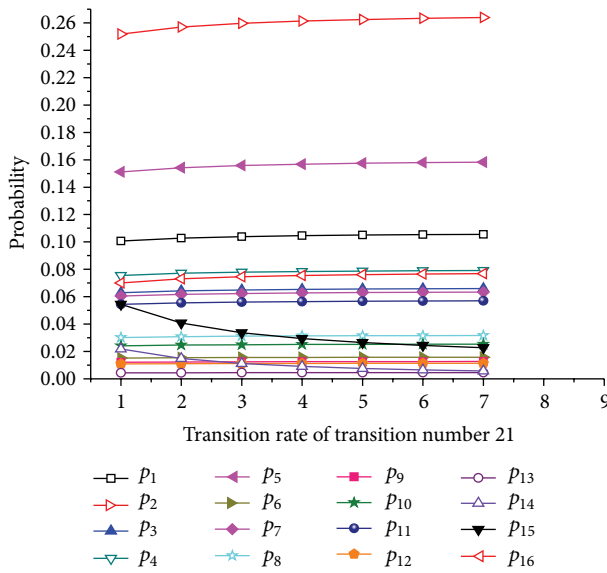 0.26
0.24
0.22
0.20
0.18
0.16
0.14
0.12
0.10
0.08
0.06
0.04
0.02
0.00
Probability
1 2 3 4 5 6 7 8 9
Transition rate of transition number 21
p1 p5 p9 p13
p2 p6 p10 p14
p3 p7 p11 p15
p4 p8 p12 p16